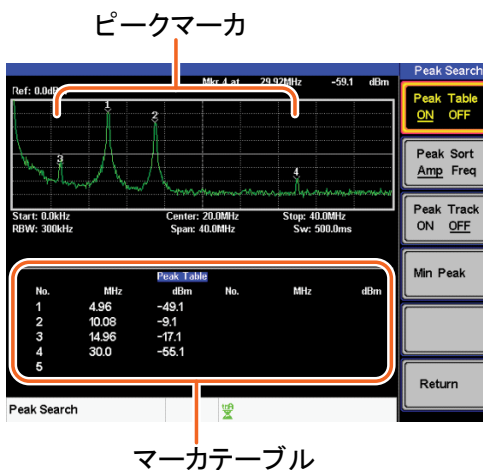 ピークマーカ
Peak Search
Mkr 4 at 29.92MHz -59.1 dBm
Ref: 0.0dBm
Peak Table
ON OFF
1
2
3
4
Peak Sort
Amp Freq
Start: 0.0kHz Center: 20.0MHz Stop: 40.0MHz
RBW: 300kHz Span: 40.0MHz Sw: 500.0ms
Peak Track
ON OFF
Min Peak
Peak Table
No. MHz dBm No. MHz dBm
1 4.96 -49.1
2 10.08 -9.1
3 14.96 -17.1
4 30.0 -55.1
5
Return
Peak Search
マーカテーブル